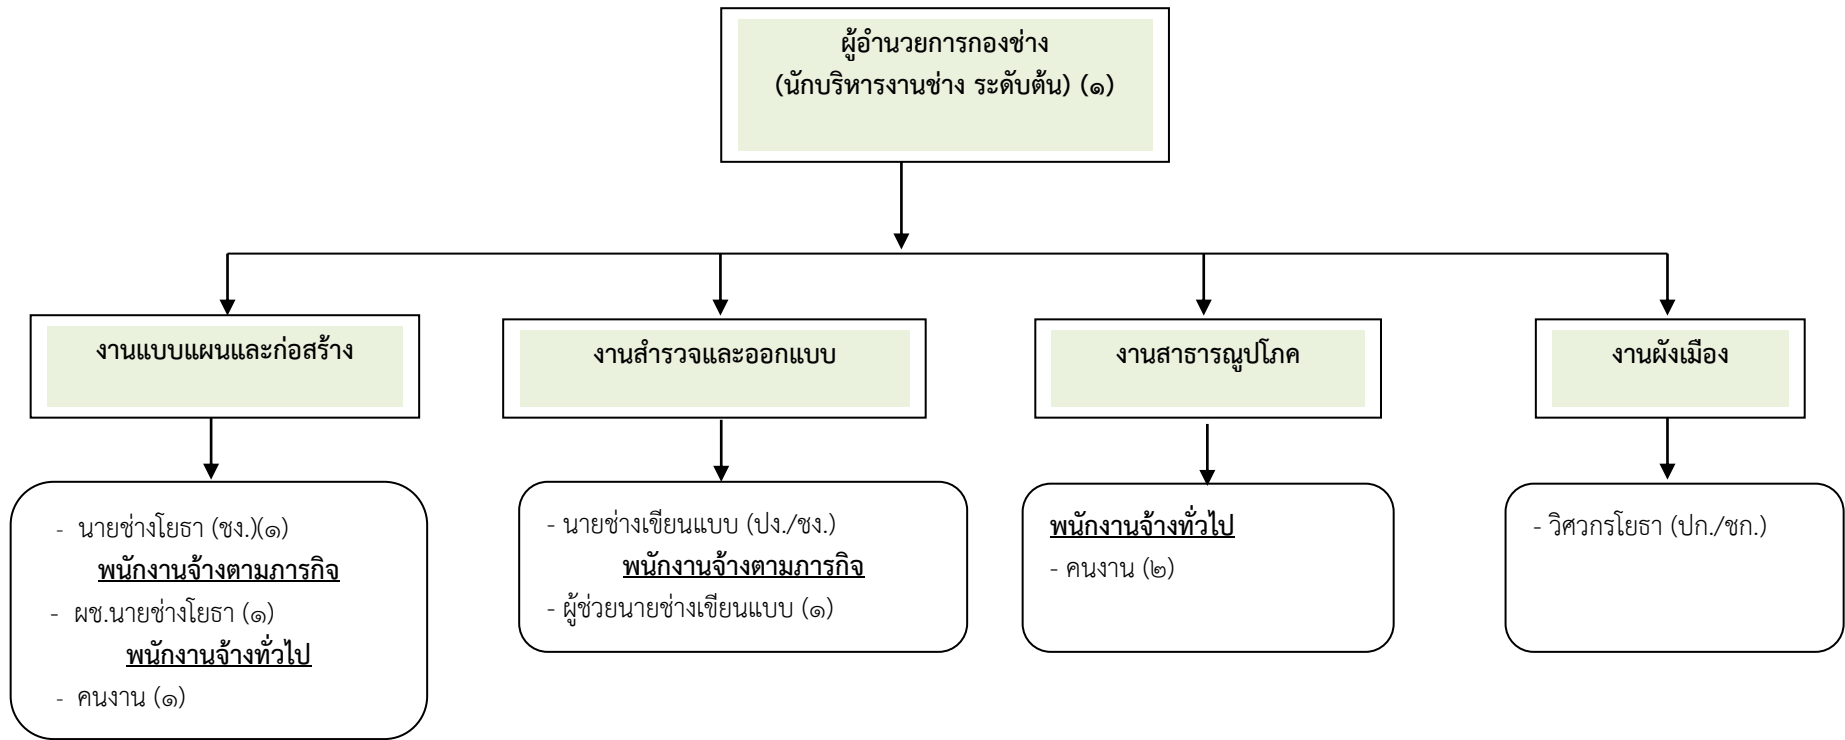 ผู้อำนวยการกองช่าง
(นักบริหารงานช่าง ระดับต้น) (๑)
งานแบบแผนและก่อสร้าง
งานสำรวจและออกแบบ
งานสาธารณูปโภค
งานผังเมือง
- นายช่างโยธา (ชง.)(๑)
พนักงานจ้างตามภารกิจ
- ผช.นายช่างโยธา (๑)
พนักงานจ้างทั่วไป
- คนงาน (๑)
- นายช่างเขียนแบบ (ปง./ชง.)
พนักงานจ้างตามภารกิจ
- ผู้ช่วยนายช่างเขียนแบบ (๑)
พนักงานจ้างทั่วไป
- คนงาน (๒)
- วิศวกรโยธา (ปก./ชก.)